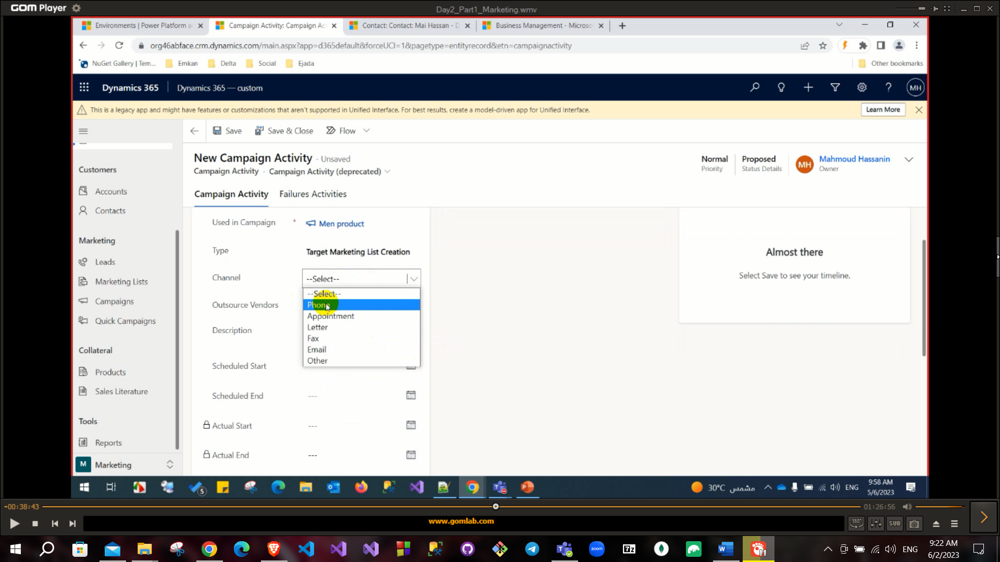 GOM Player
Day2_Part1_Marketing.wmv
Environments | Power Platform a
Campaign Activity: Campaign Ac
Contact: Contact: Mai Hassan - D
Business Management - Microso
org46abface.crm.dynamics.com/main.aspx?app=d365default&forceUCI=1&pagetype=entityrecord&etn=campaignactivity
NuGet Gallery | Tem...
Emkan
Delta
Social
Ejada
Other bookmarks
Dynamics 365
Dynamics 365 — custom
MH
This is a legacy app and might have features or customizations that aren't supported in Unified Interface. For best results, create a model-driven app for Unified Interface.
Learn More
Save
Save & Close
Flow
New Campaign Activity - Unsaved
Campaign Activity · Campaign Activity (deprecated)
Normal
Priority
Proposed
Status Details
MH
Mahmoud Hassanin
Owner
Campaign Activity
Failures Activities
Customers
Accounts
Contacts
Marketing
Leads
Marketing Lists
Campaigns
Quick Campaigns
Collateral
Products
Sales Literature
Tools
Reports
M Marketing
Used in Campaign * Men product
Type Target Marketing List Creation
Channel --Select--
--Select--
Phone
Appointment
Letter
Fax
Email
Other
Outsource Vendors
Description
Scheduled Start
Scheduled End ---
Actual Start ---
Actual End ---
Almost there
Select Save to see your timeline.
5
30°C مشمس
ENG
9:58 AM
5/6/2023
-00:38:43
01:26:56
www.gomlab.com
360°
SUB
zoom
7z
ENG
9:22 AM
6/2/2023